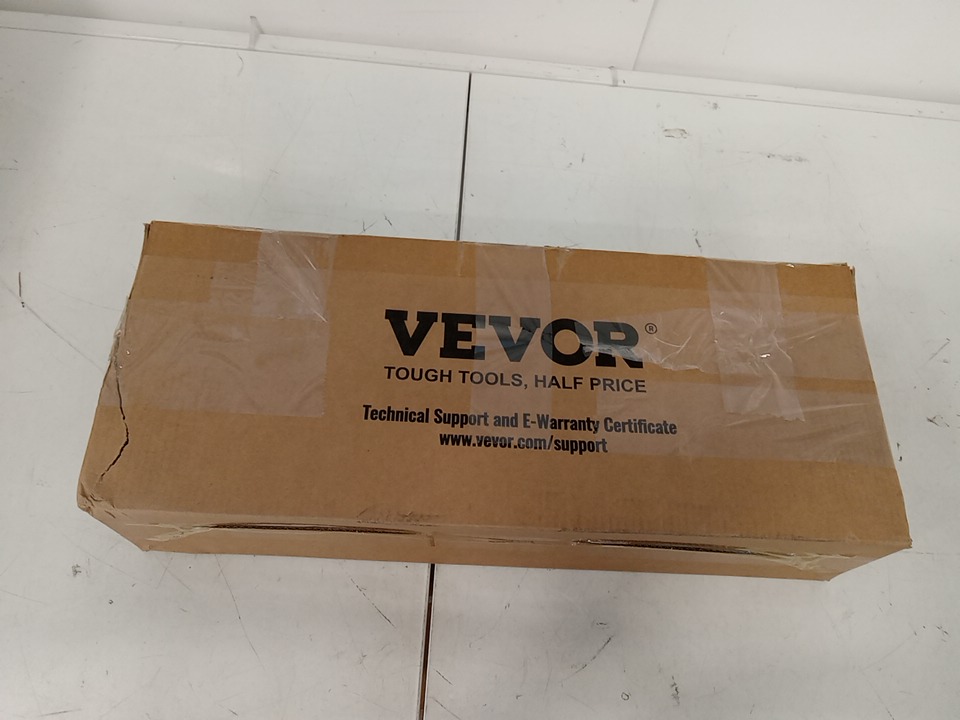 VEVOR®
TOUGH TOOLS, HALF PRICE
Technical Support and E-Warranty Certificate
www.vevor.com/support